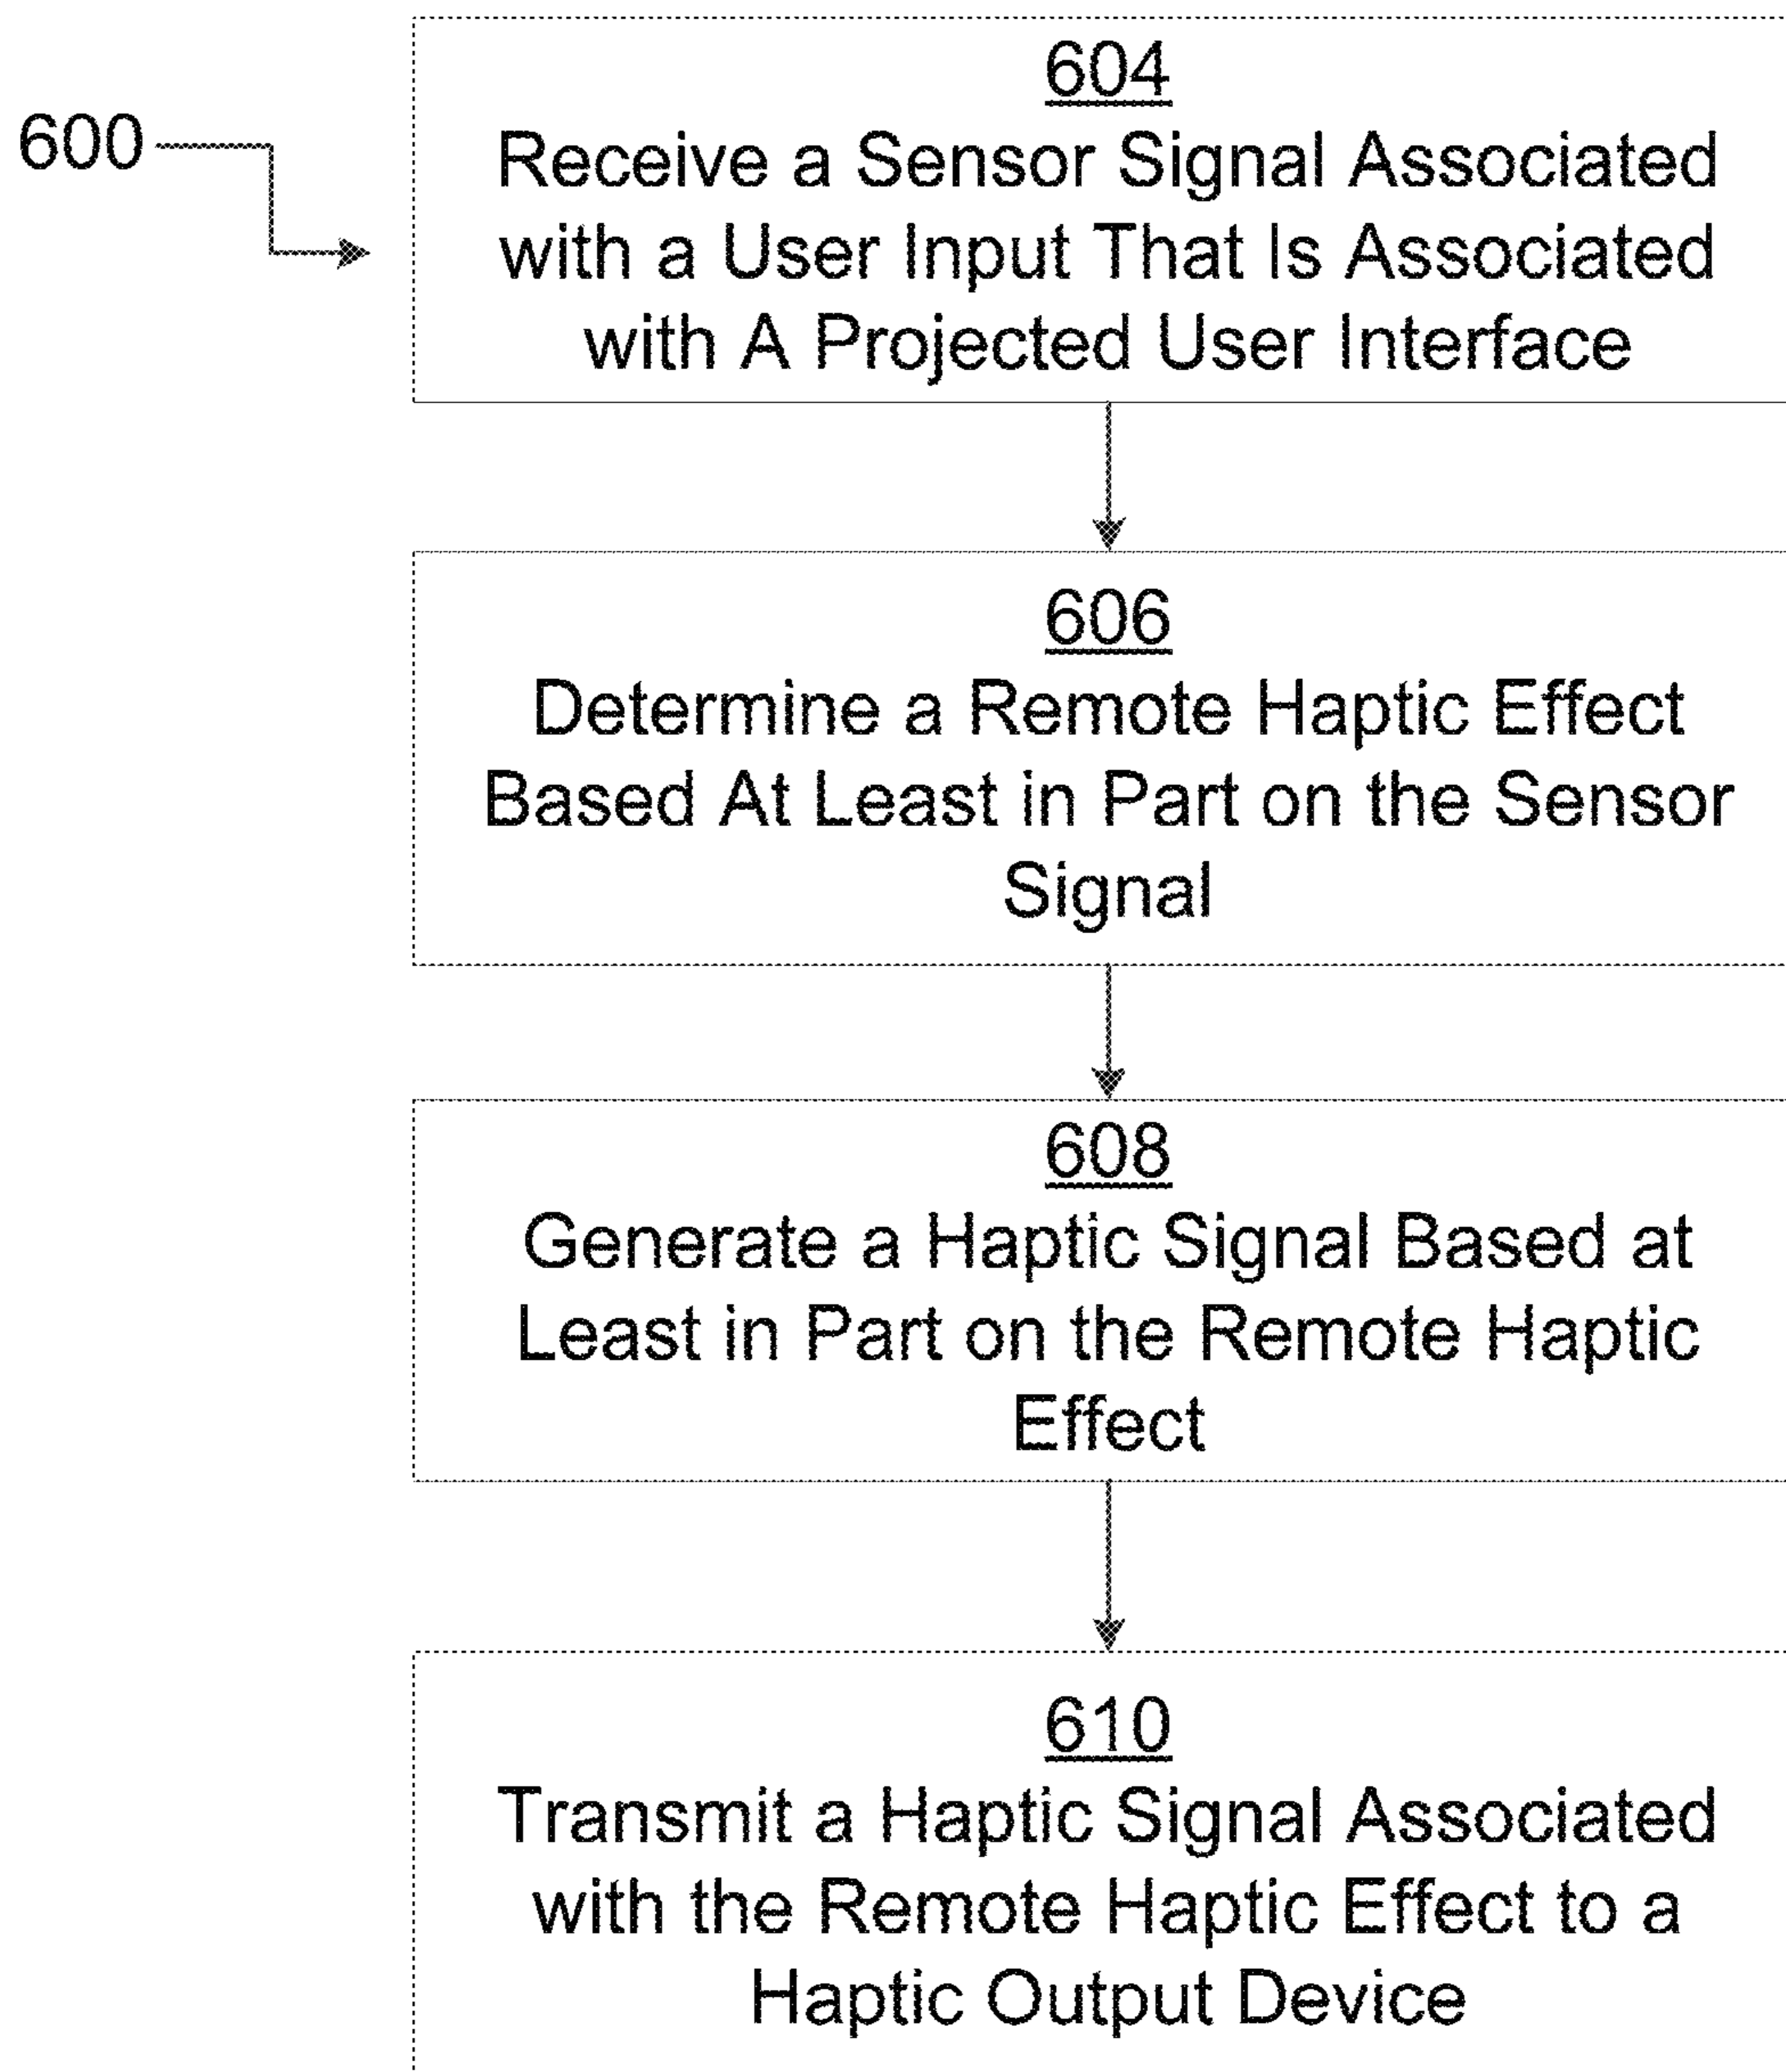 600
604
Receive a Sensor Signal Associated
with a User Input That Is Associated
with A Projected User Interface
606
Determine a Remote Haptic Effect
Based At Least in Part on the Sensor
Signal
608
Generate a Haptic Signal Based at
Least in Part on the Remote Haptic
Effect
610
Transmit a Haptic Signal Associated
with the Remote Haptic Effect to a
Haptic Output Device